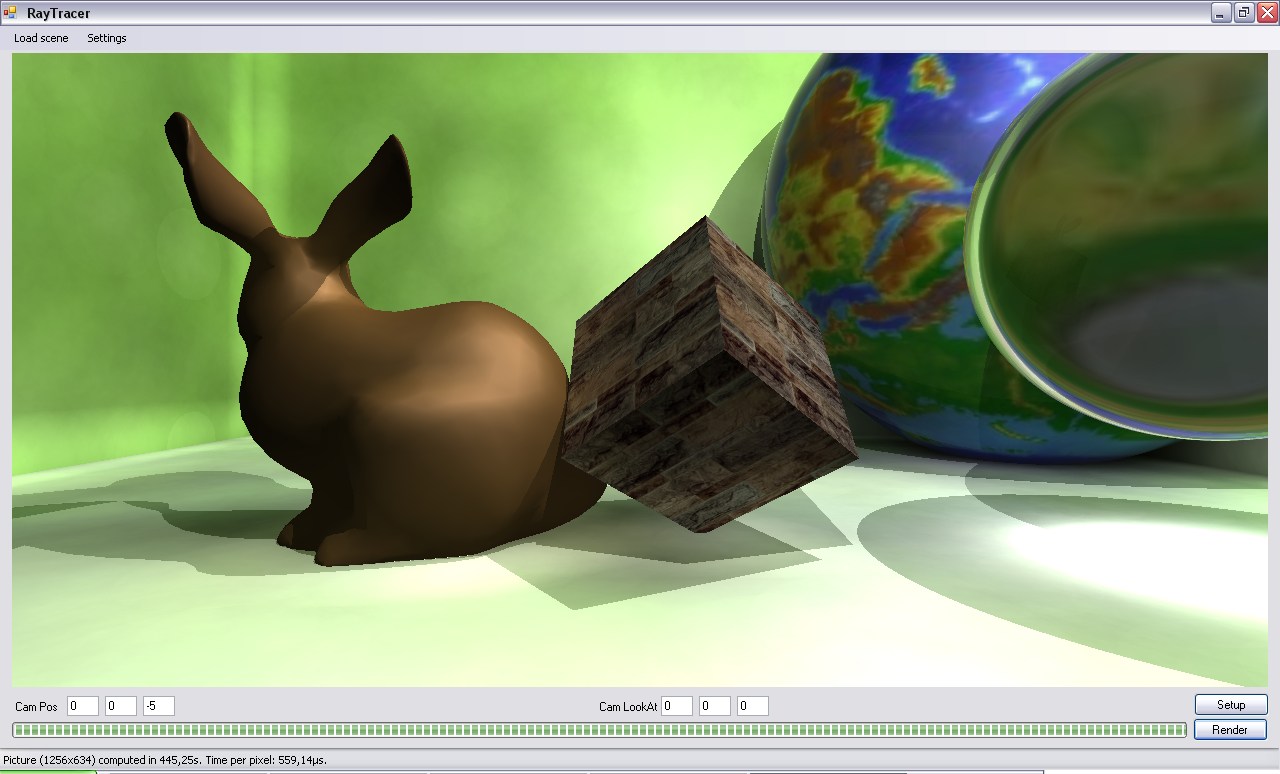 RayTracer
Load scene Settings
Cam Pos 0 0 -5 Cam LookAt 0 0 0 Setup
Render
Picture (1256x634) computed in 445,25s. Time per pixel: 559,14µs.